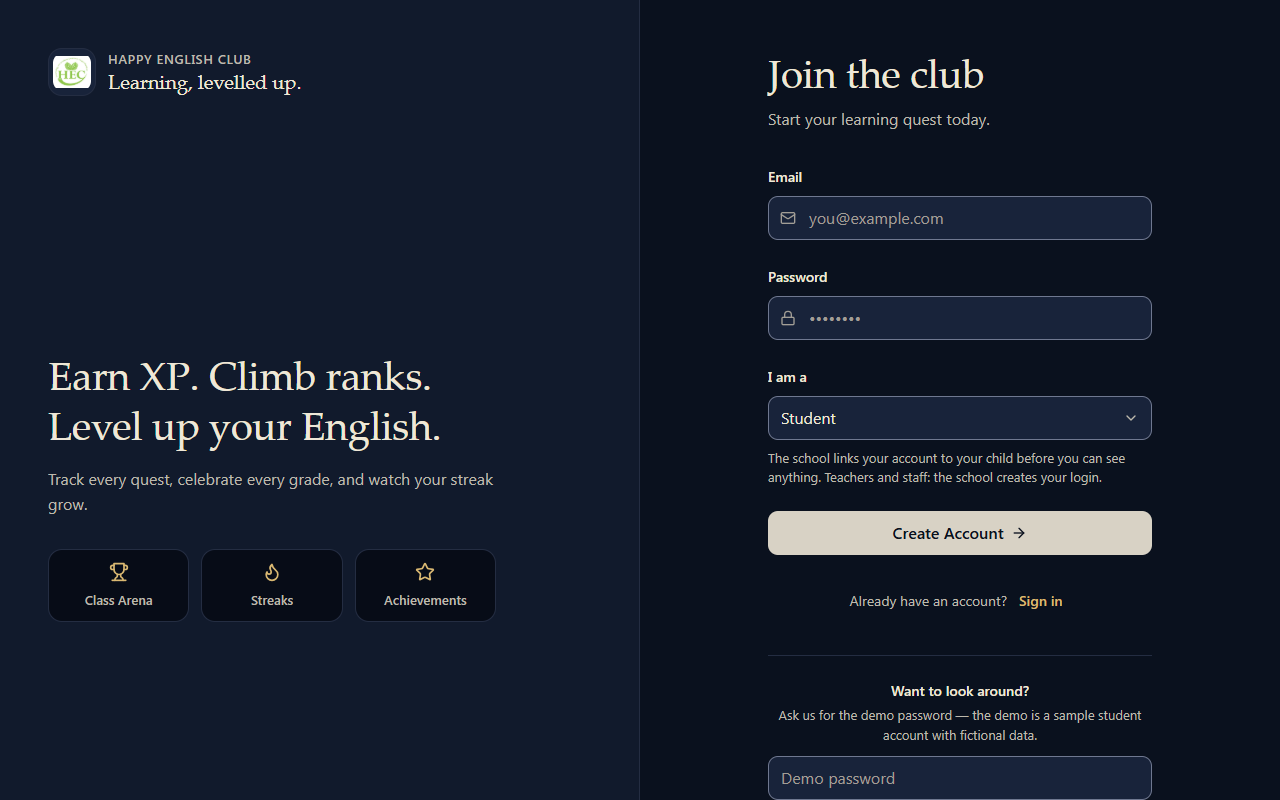 HEC
HAPPY ENGLISH CLUB
Learning, levelled up.
Earn XP. Climb ranks.
Level up your English.
Track every quest, celebrate every grade, and watch your streak
grow.
Class Arena
Streaks
Achievements
Join the club
Start your learning quest today.
Email
you@example.com
Password
••••••••
I am a
Student
The school links your account to your child before you can see
anything. Teachers and staff: the school creates your login.
Create Account →
Already have an account? Sign in
Want to look around?
Ask us for the demo password — the demo is a sample student
account with fictional data.
Demo password